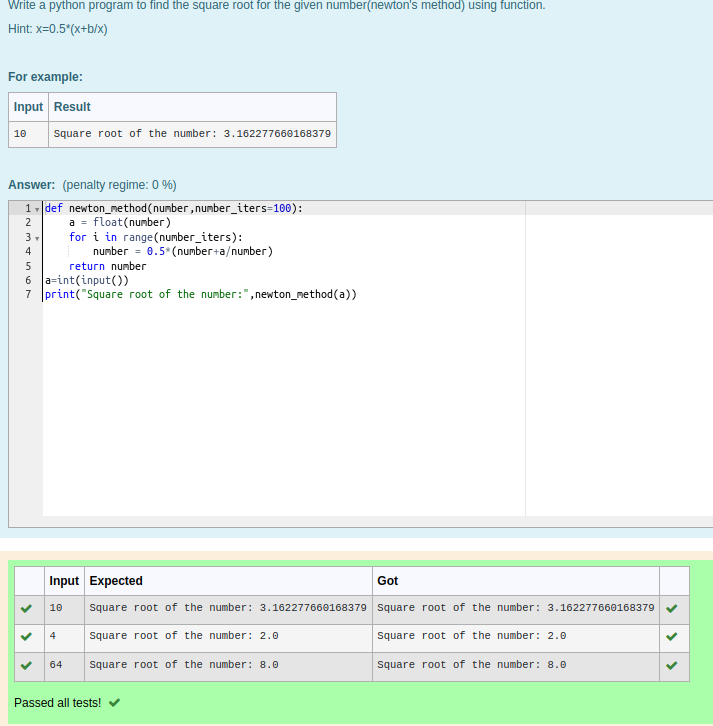 Write a python program to find the square root for the given number(newton's method) using function.
Hint: x=0.5*(x+b/x)
For example:
Input Result
10 Square root of the number: 3.162277660168379
Answer: (penalty regime: 0 %)
1 def newton_method(number,number_iters=100):
2     a = float(number)
3     for i in range(number_iters):
4         number = 0.5*(number+a/number)
5     return number
6 a=int(input())
7 print("Square root of the number:",newton_method(a))
Input Expected Got
10 Square root of the number: 3.162277660168379 Square root of the number: 3.162277660168379
4 Square root of the number: 2.0 Square root of the number: 2.0
64 Square root of the number: 8.0 Square root of the number: 8.0
Passed all tests!